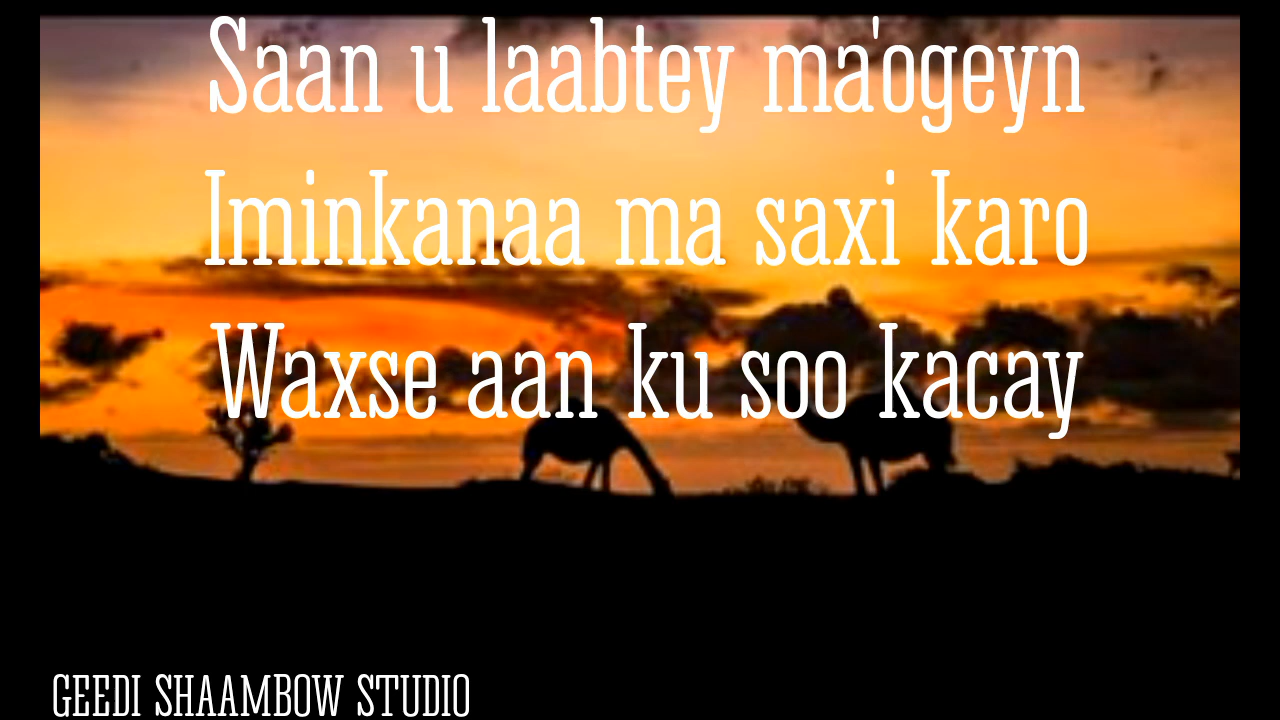 Saan u laabtey ma'ogeyn
Iminkanaa ma saxi karo
Waxse aan ku soo kacay
GEEDI SHAAMBOW STUDIO